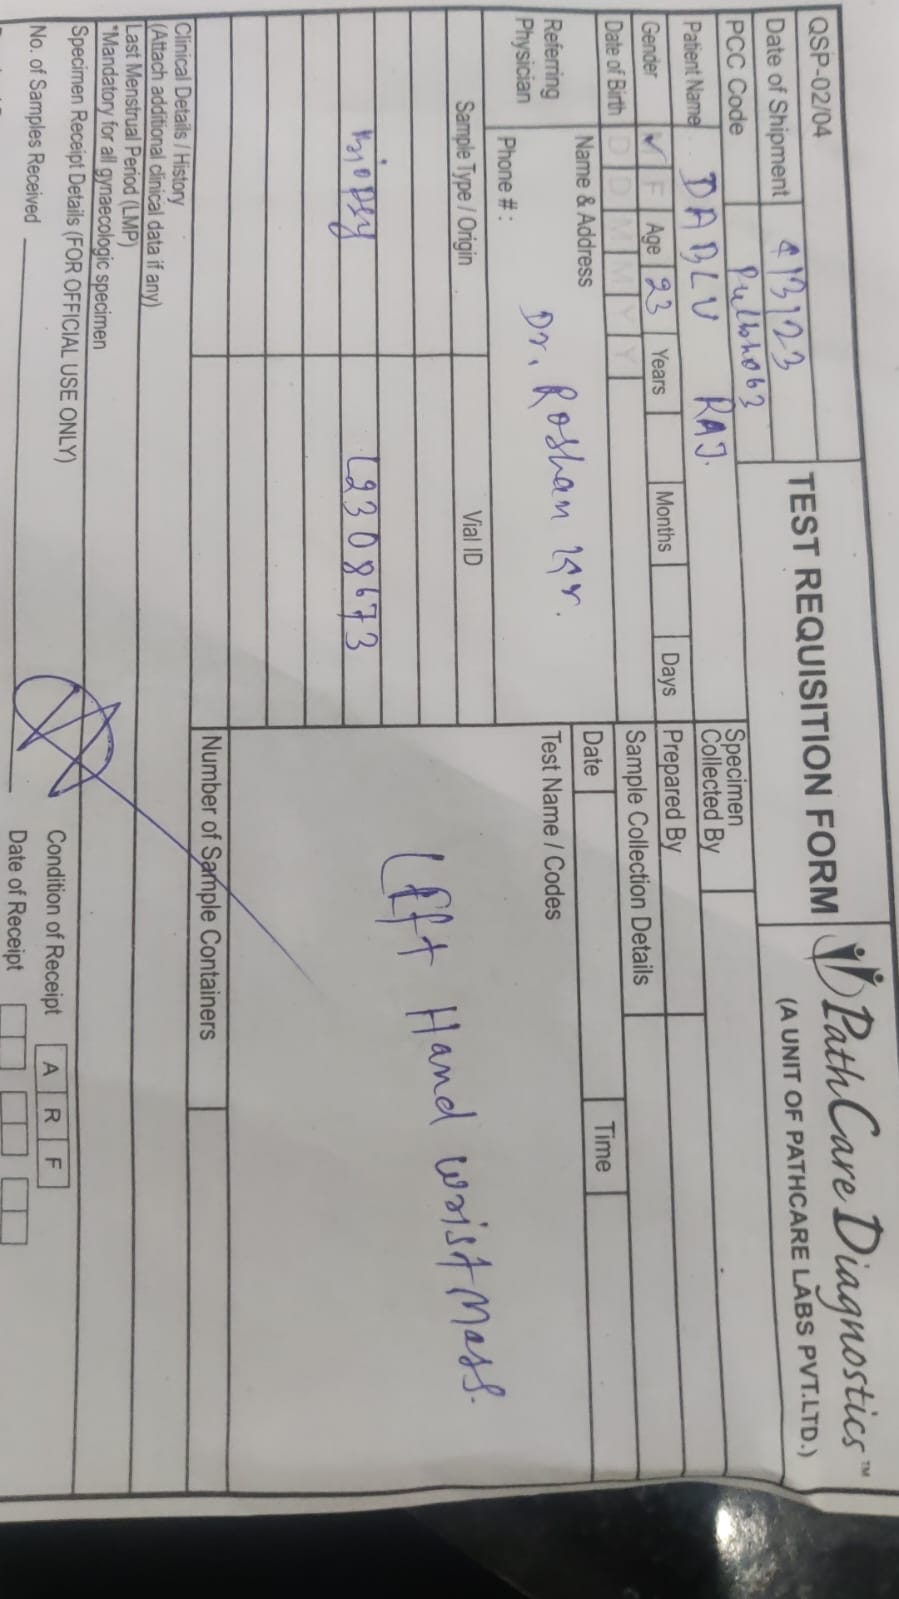 QSP-02/04
TEST REQUISITION FORM
PathCare Diagnostics™
(A UNIT OF PATHCARE LABS PVT.LTD.)
Date of Shipment 4/3/23
PCC Code
Patient Name DABLU RAJ.
Gender M F Age 23 Years Months Days
Date of Birth D D M M Y Y
Referring Physician
Name & Address
Dr. Roshan Kr.
Phone # :
Specimen Collected By
Prepared By
Sample Collection Details
Date Time
Test Name / Codes
Left Hand wrist Mass.
Sample Type / Origin Vial ID
Biopsy L2308673
Number of Sample Containers
Clinical Details / History
(Attach additional clinical data if any)
Last Menstrual Period (LMP)
*Mandatory for all gynaecologic specimen
Specimen Receipt Details (FOR OFFICIAL USE ONLY)
No. of Samples Received
Condition of Receipt A R F
Date of Receipt